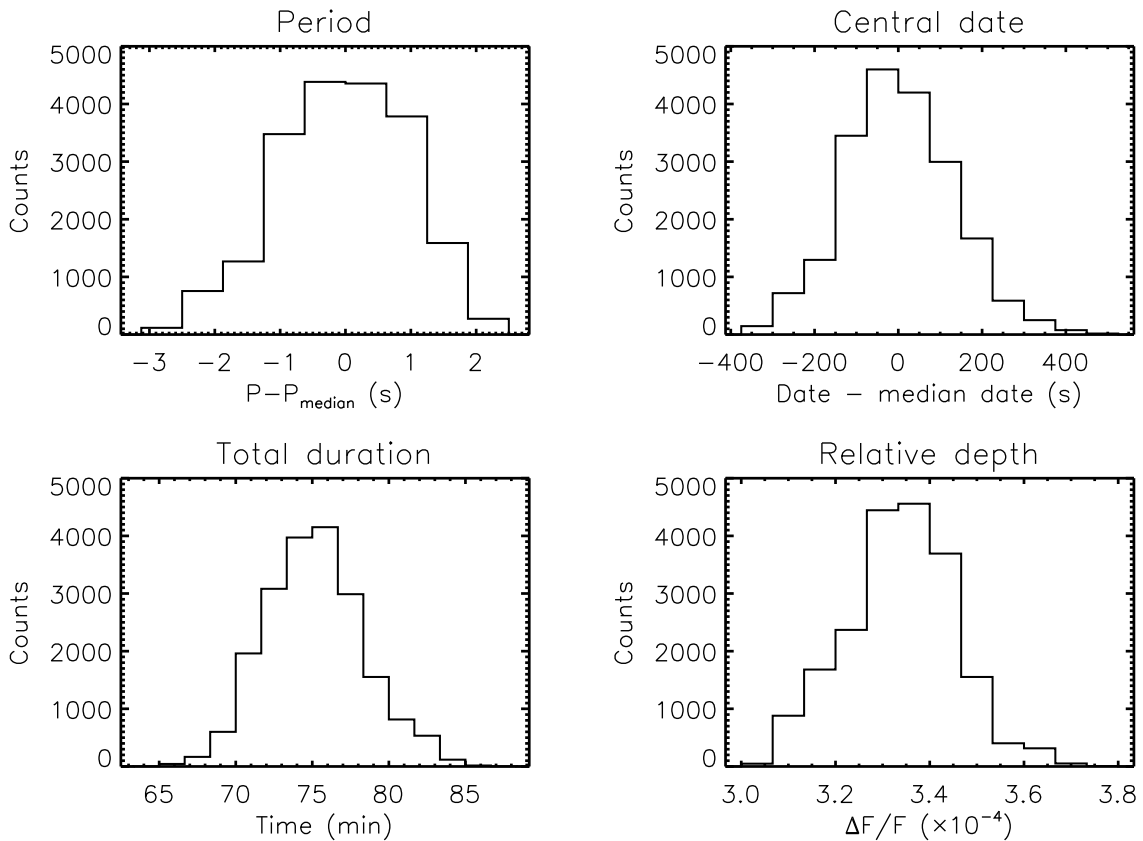 Period
5000
4000
3000
2000
1000
0
Counts
−3 −2 −1 0 1 2
P−Pmedian (s)
Central date
5000
4000
3000
2000
1000
0
Counts
−400 −200 0 200 400
Date − median date (s)
Total duration
5000
4000
3000
2000
1000
0
Counts
65 70 75 80 85
Time (min)
Relative depth
5000
4000
3000
2000
1000
0
Counts
3.0 3.2 3.4 3.6 3.8
ΔF/F (×10⁻⁴)